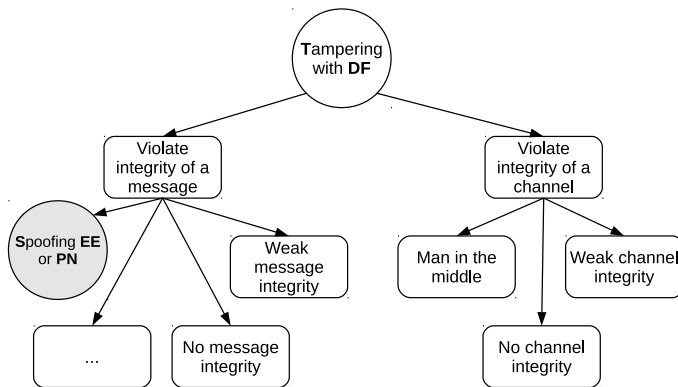 Tampering
with DF
Violate
integrity of a
message
Violate
integrity of a
channel
Spoofing EE
or PN
Weak
message
integrity
Man in the
middle
Weak channel
integrity
...
No message
integrity
No channel
integrity